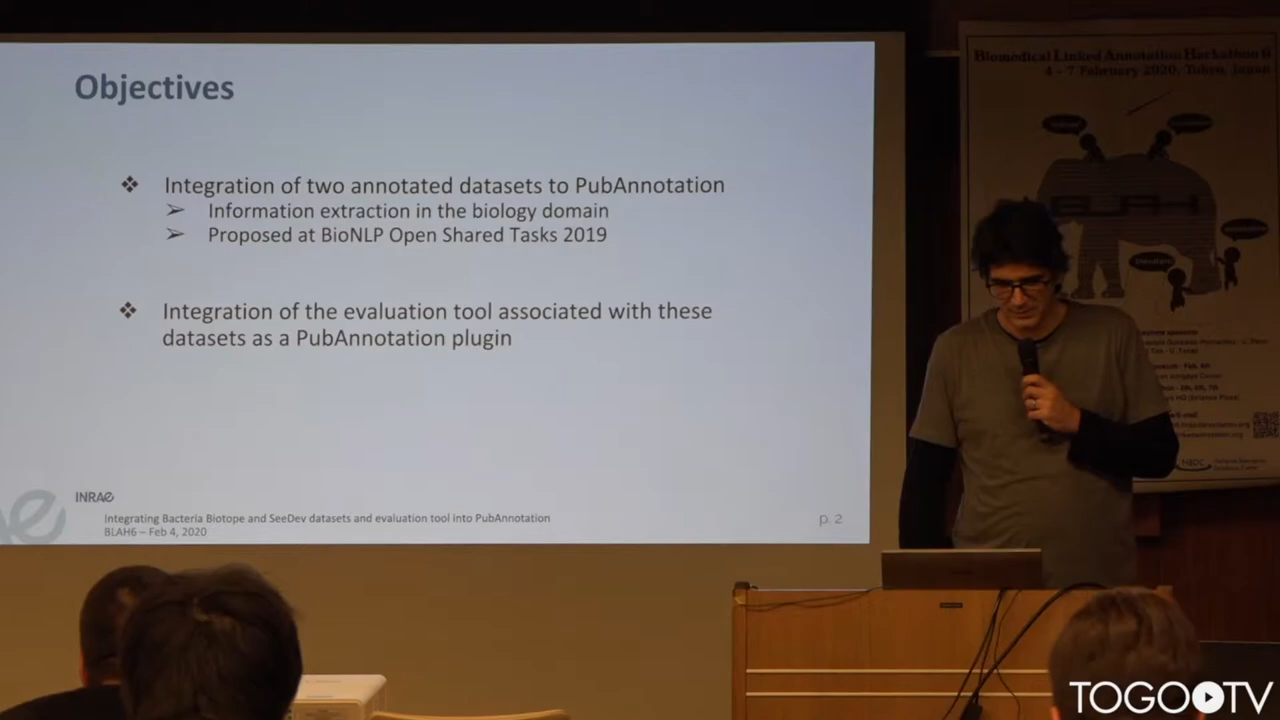 Objectives
Integration of two annotated datasets to PubAnnotation
Information extraction in the biology domain
Proposed at BioNLP Open Shared Tasks 2019
Integration of the evaluation tool associated with these
datasets as a PubAnnotation plugin
INRAE
Integrating Bacteria Biotope and SeeDev datasets and evaluation tool into PubAnnotation
BLAH6 – Feb 4, 2020
p. 2
Biomedical Linked Annotation Hackathon 6
4 - 7 February 2020, Tokyo, Japan
BLAH
TOGOTV